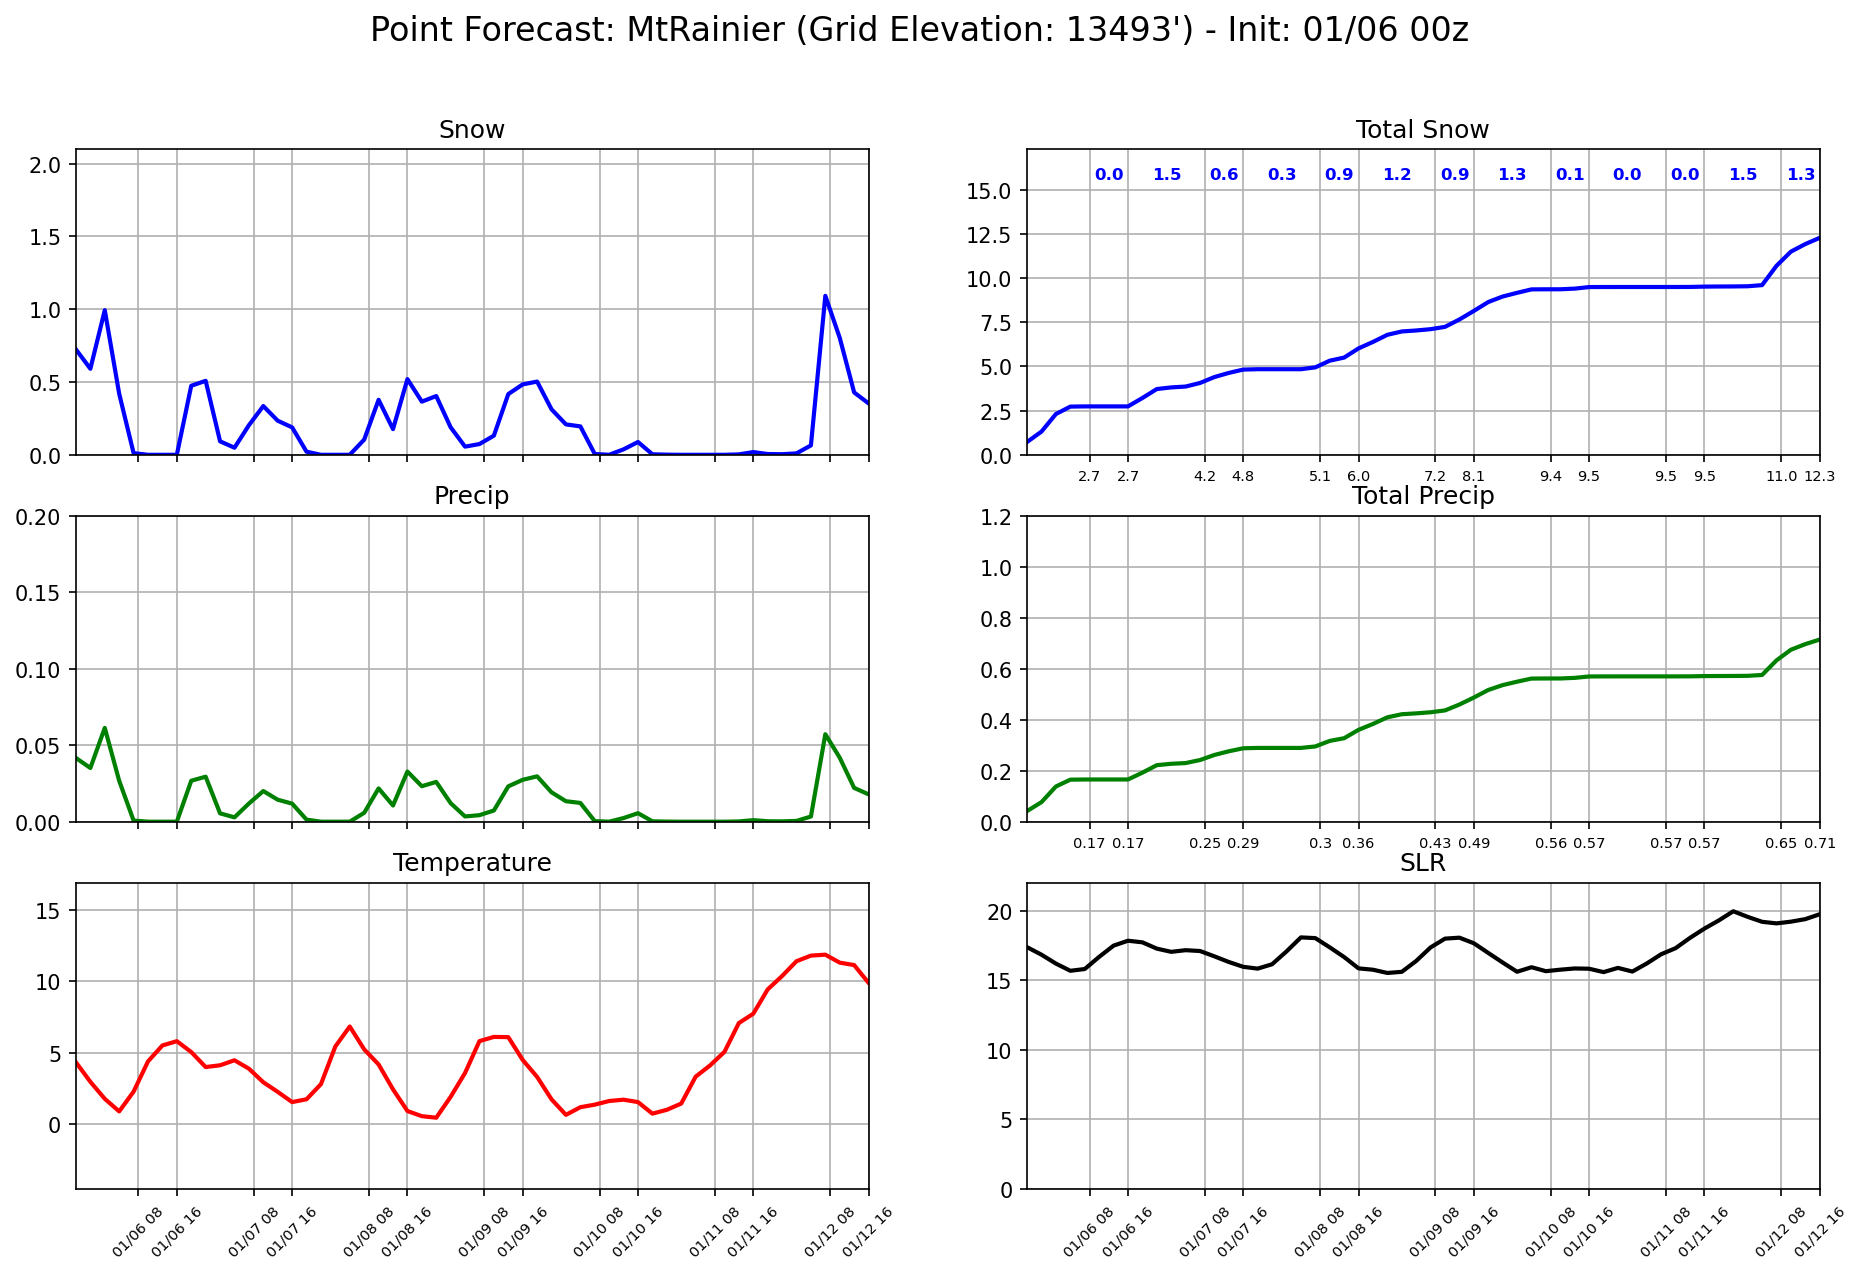 Point Forecast: MtRainier (Grid Elevation: 13493') - Init: 01/06 00z
Snow
2.0
1.5
1.0
0.5
0.0
Total Snow
0.0 1.5 0.6 0.3 0.9 1.2 0.9 1.3 0.1 0.0 0.0 1.5 1.3
15.0
12.5
10.0
7.5
5.0
2.5
0.0
2.7 2.7 4.2 4.8 5.1 6.0 7.2 8.1 9.4 9.5 9.5 9.5 11.0 12.3
Precip
0.20
0.15
0.10
0.05
0.00
Total Precip
1.2
1.0
0.8
0.6
0.4
0.2
0.0
0.17 0.17 0.25 0.29 0.3 0.36 0.43 0.49 0.56 0.57 0.57 0.57 0.65 0.71
Temperature
15
10
5
0
01/06 08 01/06 16 01/07 08 01/07 16 01/08 08 01/08 16 01/09 08 01/09 16 01/10 08 01/10 16 01/11 08 01/11 16 01/12 08 01/12 16
SLR
20
15
10
5
0
01/06 08 01/06 16 01/07 08 01/07 16 01/08 08 01/08 16 01/09 08 01/09 16 01/10 08 01/10 16 01/11 08 01/11 16 01/12 08 01/12 16